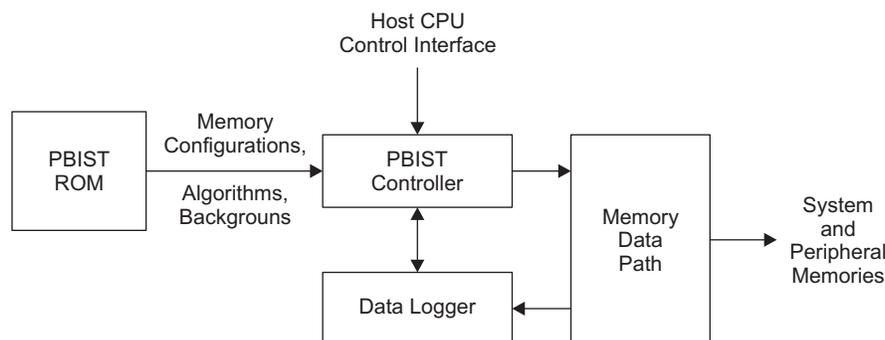 Host CPU
Control Interface
PBIST
ROM
Memory
Configurations,
Algorithms,
Backgrouns
PBIST
Controller
Memory
Data
Path
System
and
Peripheral
Memories
Data Logger